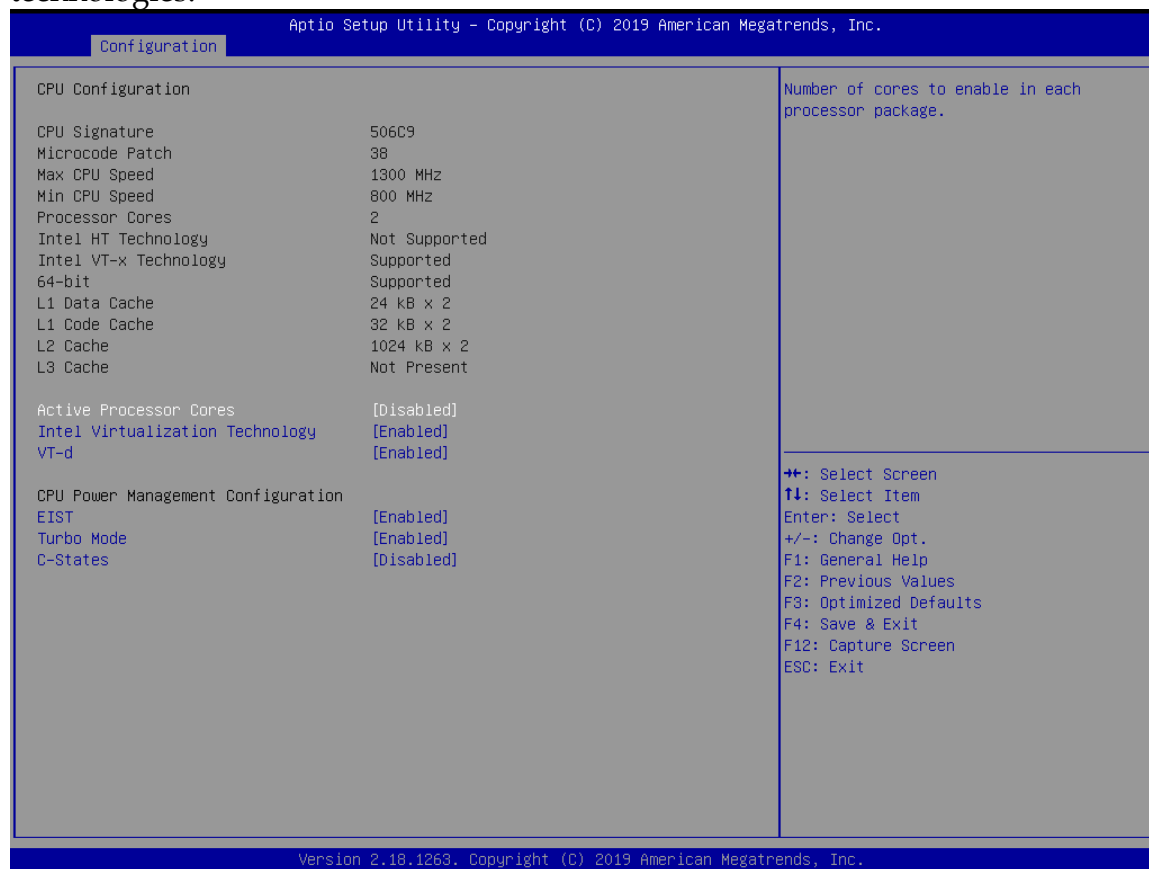 technologies.
Aptio Setup Utility – Copyright (C) 2019 American Megatrends, Inc.
Configuration
CPU Configuration
CPU Signature 506C9
Microcode Patch 38
Max CPU Speed 1300 MHz
Min CPU Speed 800 MHz
Processor Cores 2
Intel HT Technology Not Supported
Intel VT-x Technology Supported
64-bit Supported
L1 Data Cache 24 kB x 2
L1 Code Cache 32 kB x 2
L2 Cache 1024 kB x 2
L3 Cache Not Present
Active Processor Cores [Disabled]
Intel Virtualization Technology [Enabled]
VT-d [Enabled]
CPU Power Management Configuration
EIST [Enabled]
Turbo Mode [Enabled]
C-States [Disabled]
Number of cores to enable in each
processor package.
→←: Select Screen
↑↓: Select Item
Enter: Select
+/-: Change Opt.
F1: General Help
F2: Previous Values
F3: Optimized Defaults
F4: Save & Exit
F12: Capture Screen
ESC: Exit
Version 2.18.1263. Copyright (C) 2019 American Megatrends, Inc.